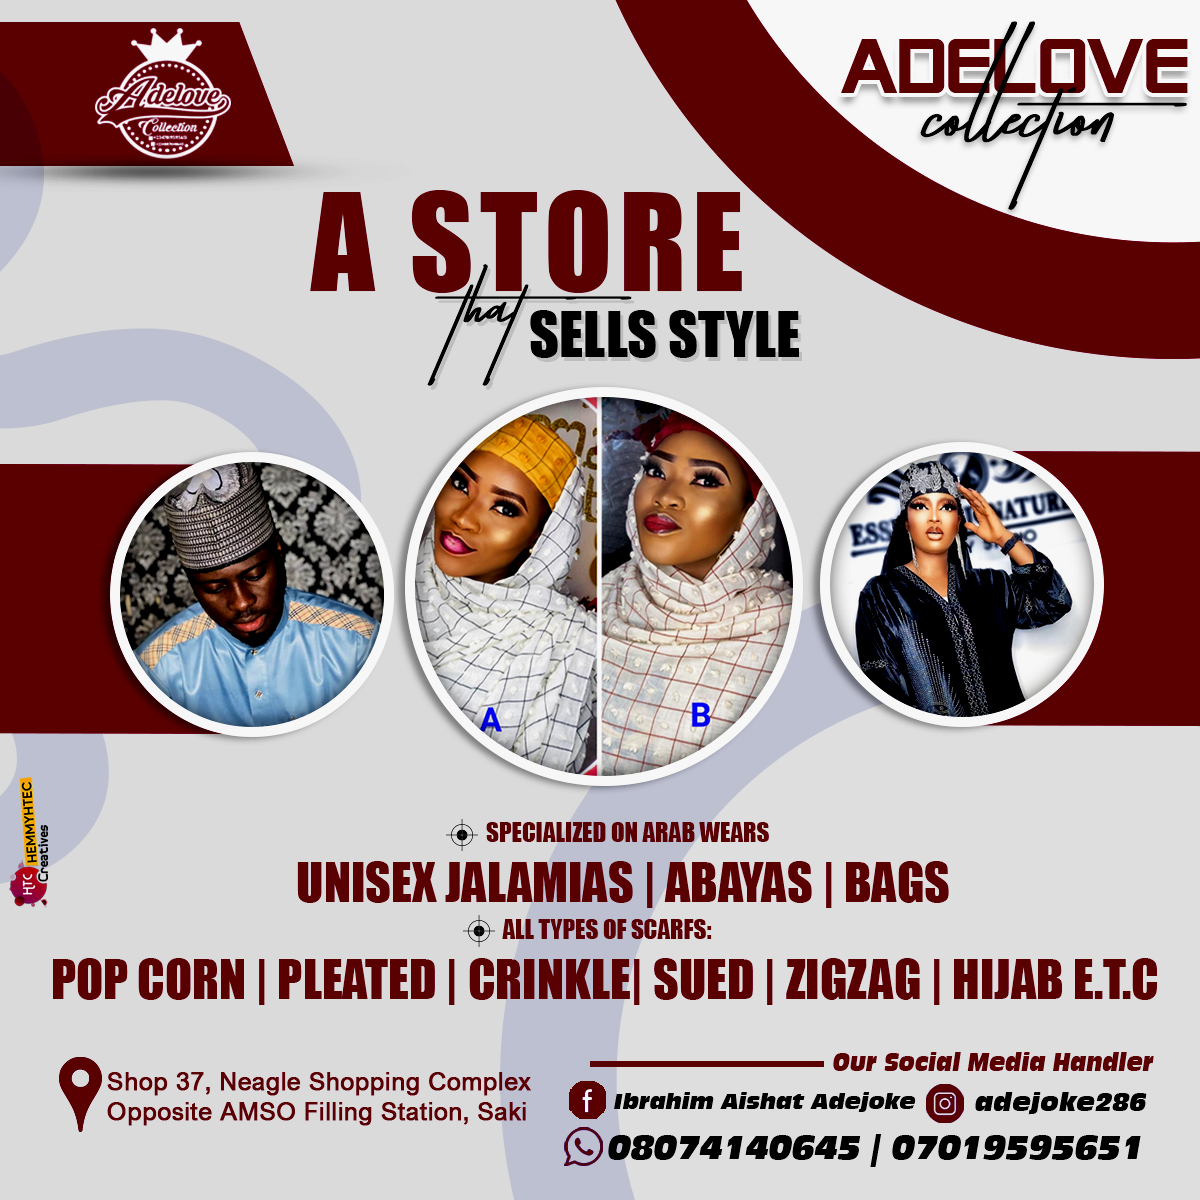 Adelove
Collection
ADELLOVE
collection
A STORE
that
SELLS STYLE
A
B
SPECIALIZED ON ARAB WEARS
UNISEX JALAMIAS | ABAYAS | BAGS
ALL TYPES OF SCARFS:
POP CORN | PLEATED | CRINKLE| SUED | ZIGZAG | HIJAB E.T.C
HTC HEMMYHTEC
Creatives
Shop 37, Neagle Shopping Complex
Opposite AMSO Filling Station, Saki
Our Social Media Handler
Ibrahim Aishat Adejoke adejoke286
08074140645 | 07019595651